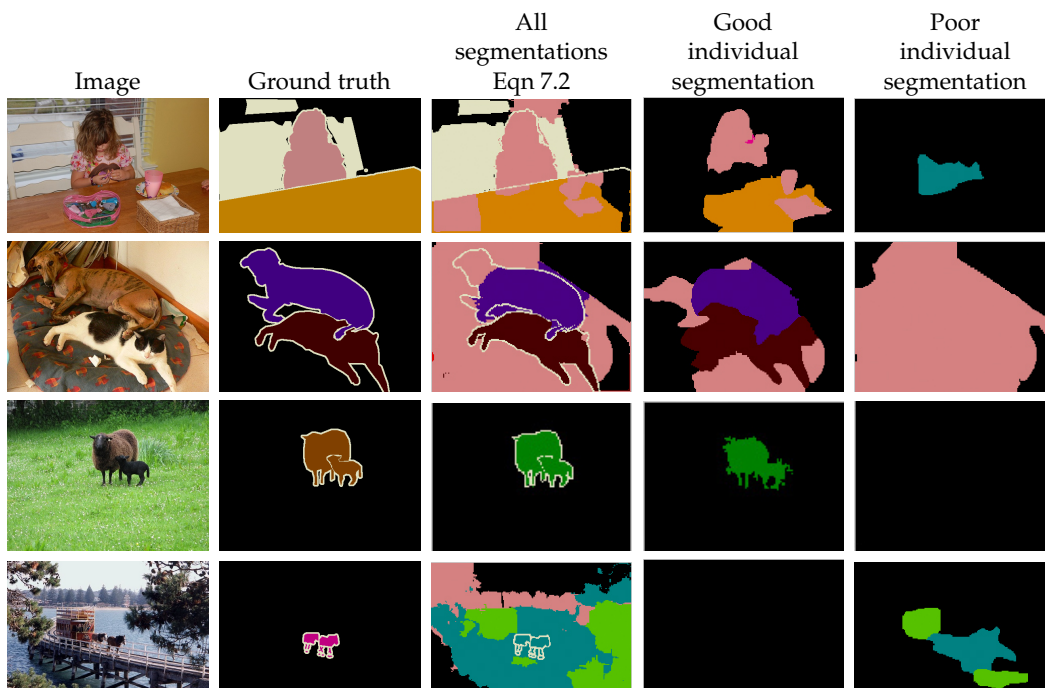 Image
Ground truth
All
segmentations
Eqn 7.2
Good
individual
segmentation
Poor
individual
segmentation